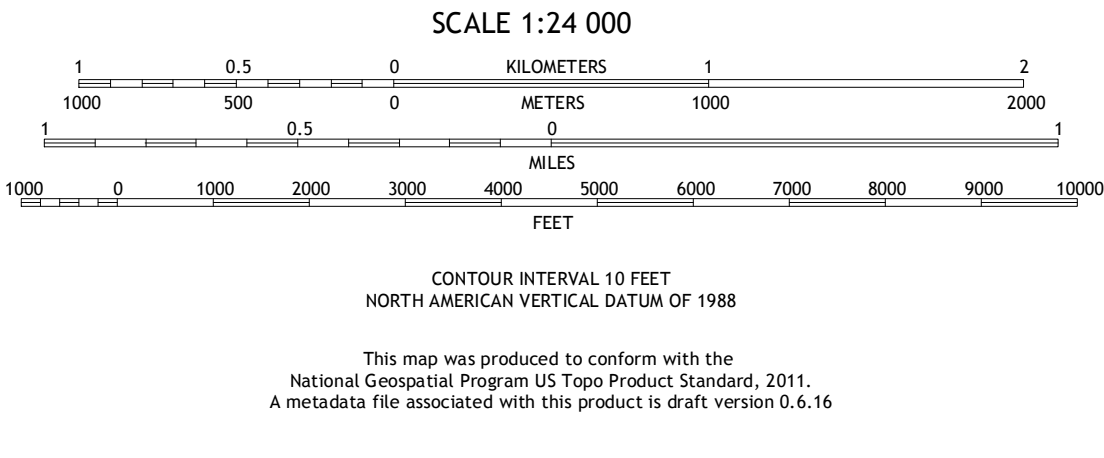 SCALE 1:24 000
1 0.5 0 KILOMETERS 1 2
1000 500 0 METERS 1000 2000
1 0.5 0 1
MILES
1000 0 1000 2000 3000 4000 5000 6000 7000 8000 9000 10000
FEET
CONTOUR INTERVAL 10 FEET
NORTH AMERICAN VERTICAL DATUM OF 1988
This map was produced to conform with the
National Geospatial Program US Topo Product Standard, 2011.
A metadata file associated with this product is draft version 0.6.16